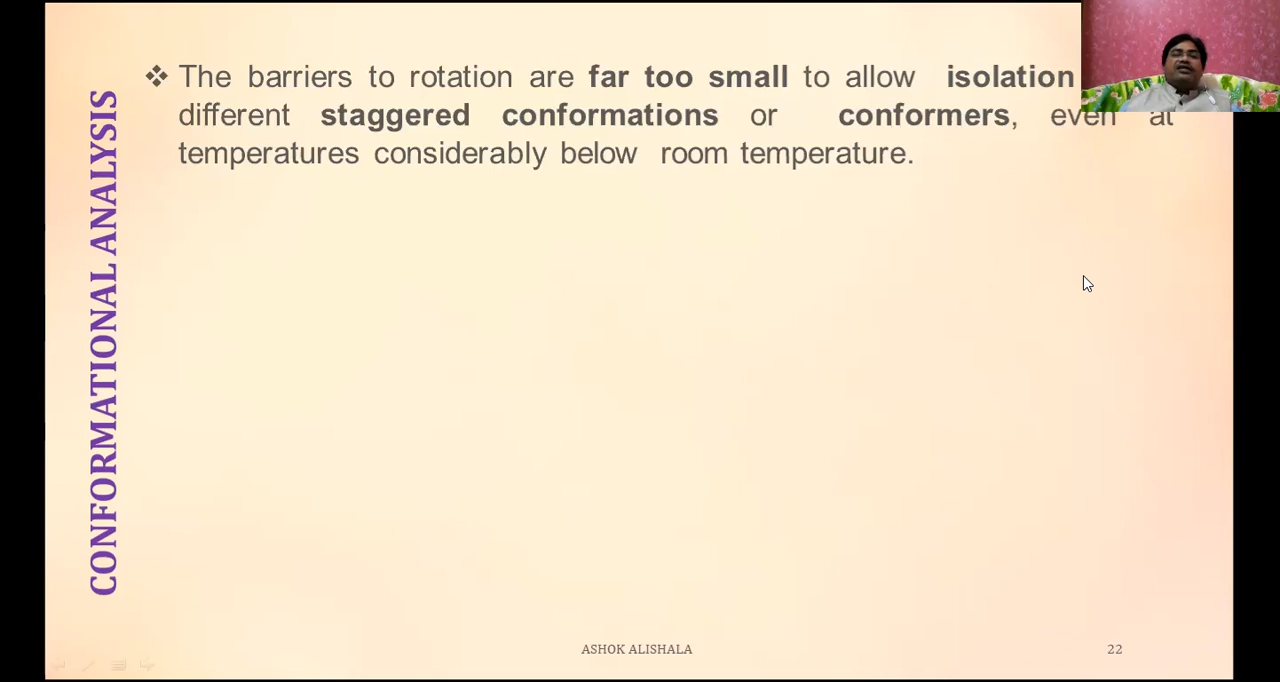 CONFORMATIONAL ANALYSIS
❖ The barriers to rotation are far too small to allow isolation
different staggered conformations or conformers, even at
temperatures considerably below room temperature.
ASHOK ALISHALA
22